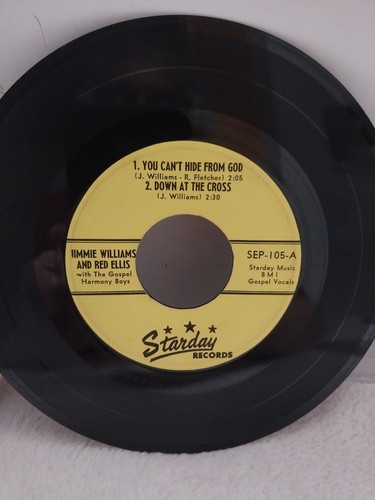 1. YOU CAN'T HIDE FROM GOD
(J. Williams - R. Fletcher) 2:05
2. DOWN AT THE CROSS
(J. Williams) 2:30
JIMMIE WILLIAMS
AND RED ELLIS
with The Gospel
Harmony Boys
SEP-105-A
Starday Music
BMI
Gospel Vocals
Starday
RECORDS